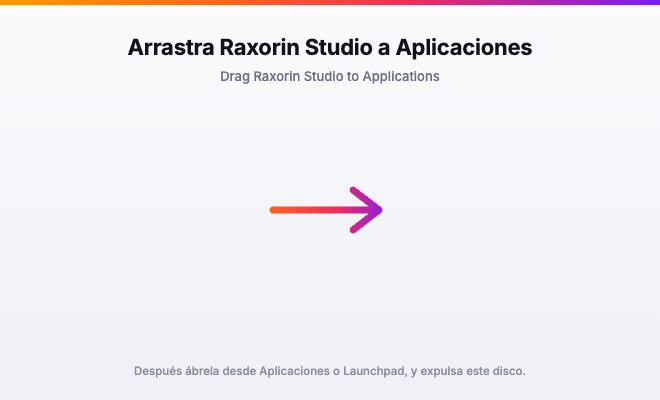 Arrastra Raxorin Studio a Aplicaciones
Drag Raxorin Studio to Applications
Después ábrela desde Aplicaciones o Launchpad, y expulsa este disco.